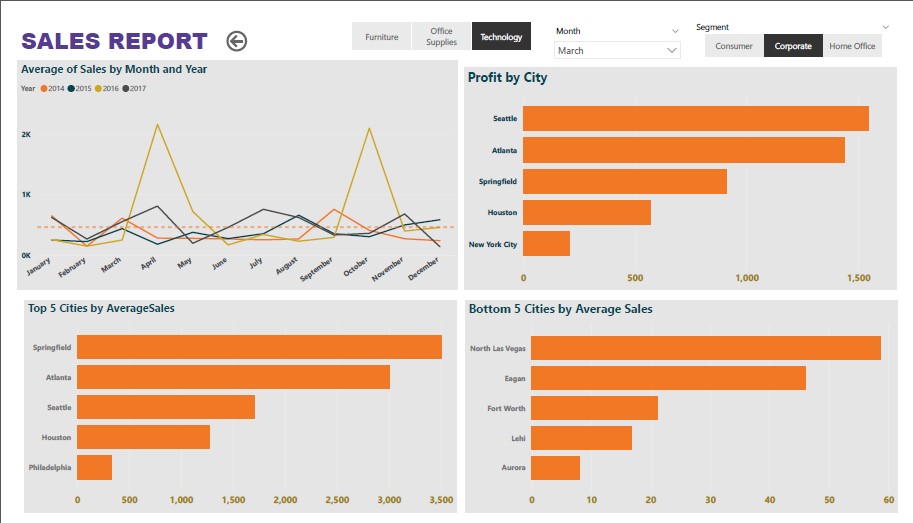 SALES REPORT
Furniture
Office
Supplies
Technology
Month
March
Segment
Consumer
Corporate
Home Office
Average of Sales by Month and Year
Year 2014 2015 2016 2017
2K
1K
0K
January
February
March
April
May
June
July
August
September
October
November
December
Profit by City
Seattle
Atlanta
Springfield
Houston
New York City
0 500 1,000 1,500
Top 5 Cities by AverageSales
Springfield
Atlanta
Seattle
Houston
Philadelphia
0 500 1,000 1,500 2,000 2,500 3,000 3,500
Bottom 5 Cities by Average Sales
North Las Vegas
Eagan
Fort Worth
Lehi
Aurora
0 10 20 30 40 50 60